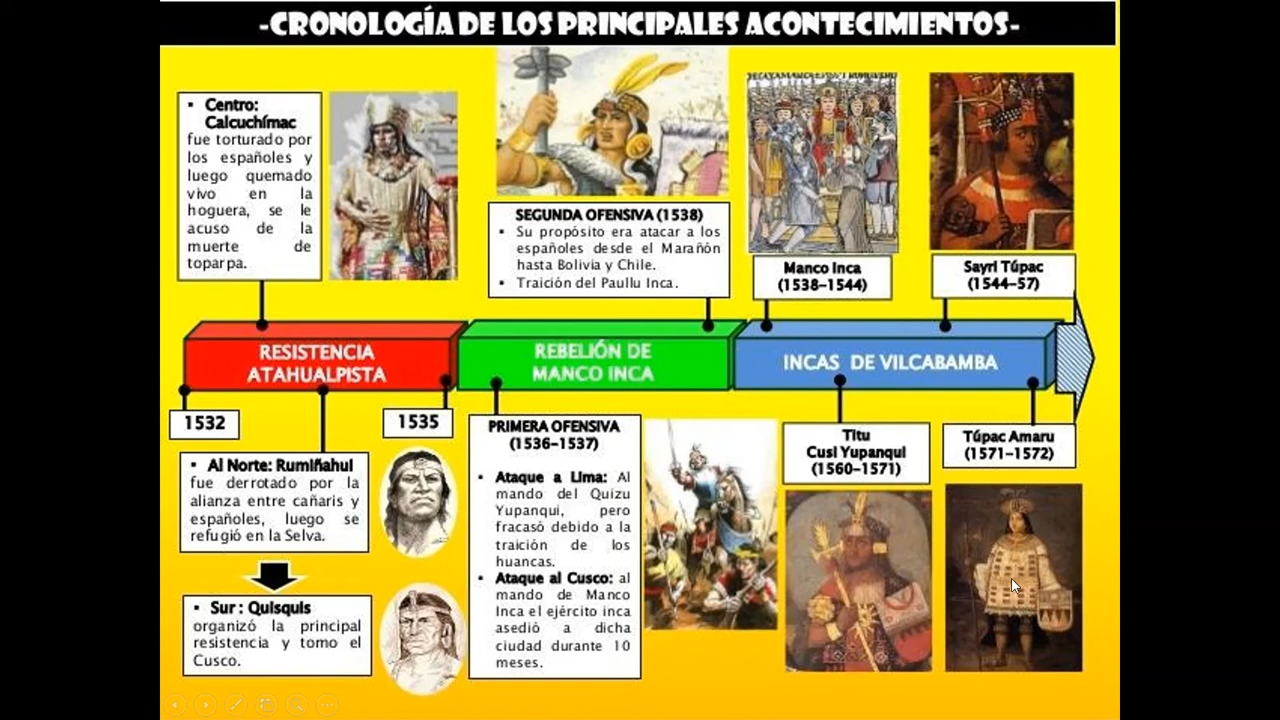 -CRONOLOGÍA DE LOS PRINCIPALES ACONTECIMIENTOS-
▪ Centro:
Calcuchímac
fue torturado por
los españoles y
luego quemado
vivo en la
hoguera, se le
acuso de la
muerte de
toparpa.
SEGUNDA OFENSIVA (1538)
▪ Su propósito era atacar a los
españoles desde el Marañón
hasta Bolivia y Chile.
▪ Traición del Paullu Inca.
Manco Inca
(1538-1544)
Sayri Túpac
(1544-57)
RESISTENCIA
ATAHUALPISTA
REBELIÓN DE
MANCO INCA
INCAS DE VILCABAMBA
1532
1535
▪ Al Norte: Rumiñahui
fue derrotado por la
alianza entre cañaris y
españoles, luego se
refugió en la Selva.
▪ Sur : Quisquis
organizó la principal
resistencia y tomo el
Cusco.
PRIMERA OFENSIVA
(1536-1537)
▪ Ataque a Lima: Al
mando del Quizu
Yupanqui, pero
fracasó debido a la
traición de los
huancas.
▪ Ataque al Cusco: al
mando de Manco
Inca el ejército inca
asedió a dicha
ciudad durante 10
meses.
Titu
Cusi Yupanqui
(1560-1571)
Túpac Amaru
(1571-1572)